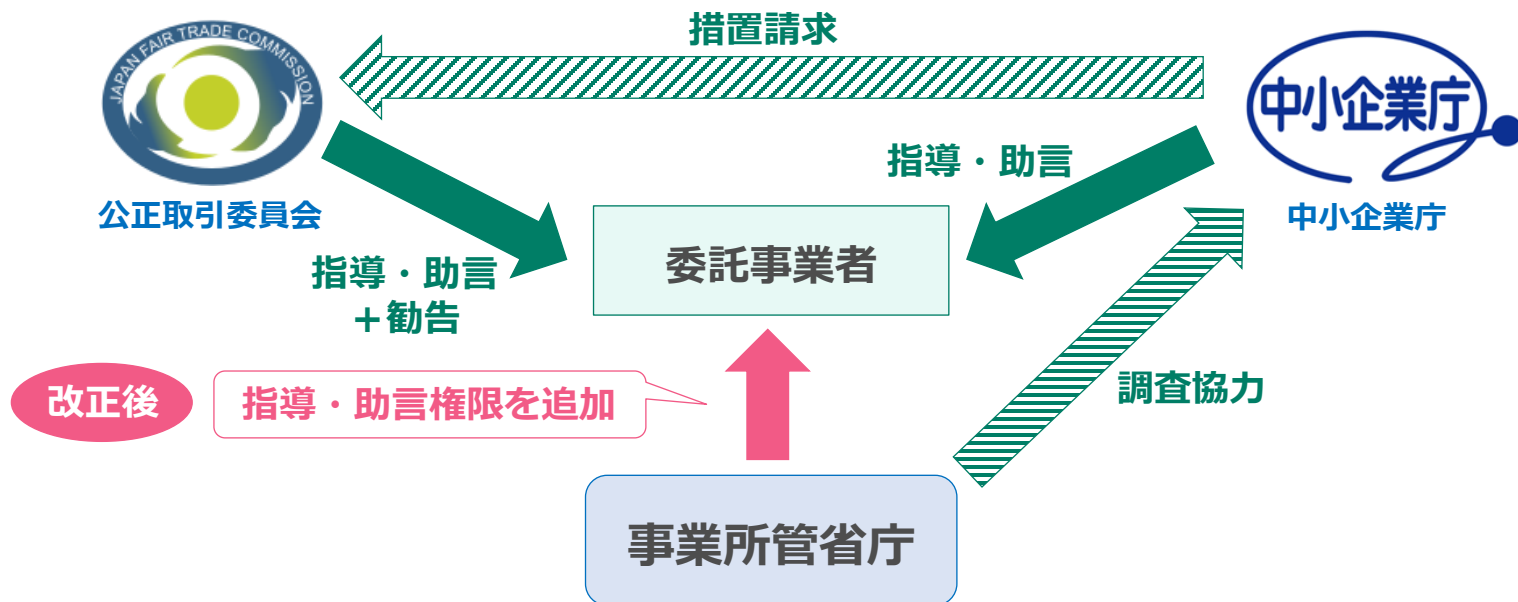 措置請求
JAPAN FAIR TRADE COMMISSION
中小企業庁
指導・助言
公正取引委員会
中小企業庁
委託事業者
指導・助言
＋勧告
改正後
指導・助言権限を追加
調査協力
事業所管省庁